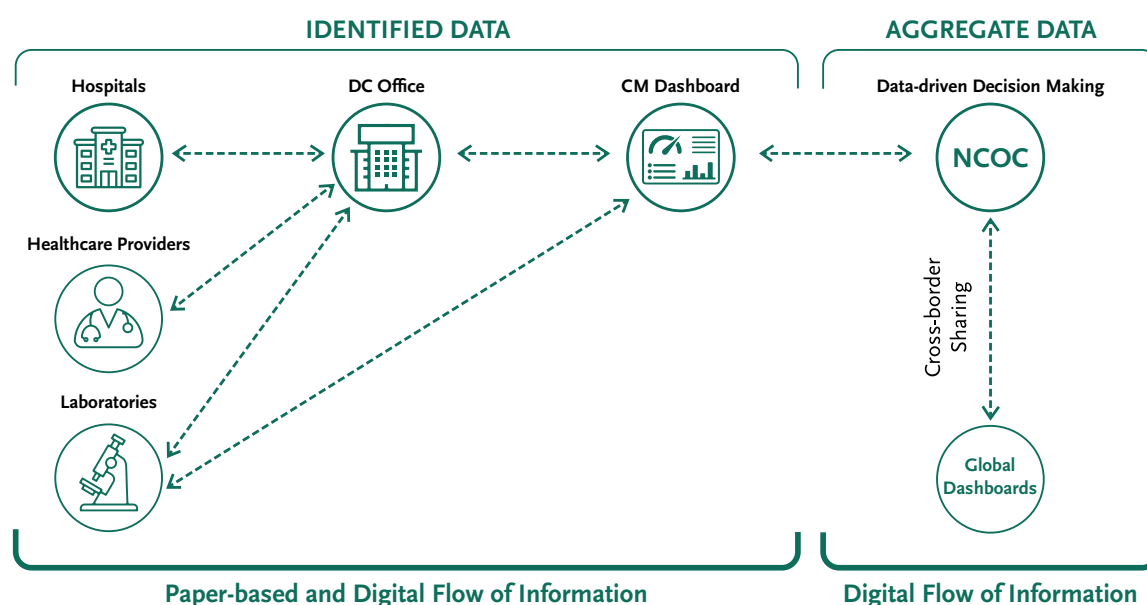 IDENTIFIED DATA
AGGREGATE DATA
Hospitals
DC Office
CM Dashboard
Data-driven Decision Making
NCOC
Healthcare Providers
Cross-border
Sharing
Laboratories
Global
Dashboards
Paper-based and Digital Flow of Information
Digital Flow of Information